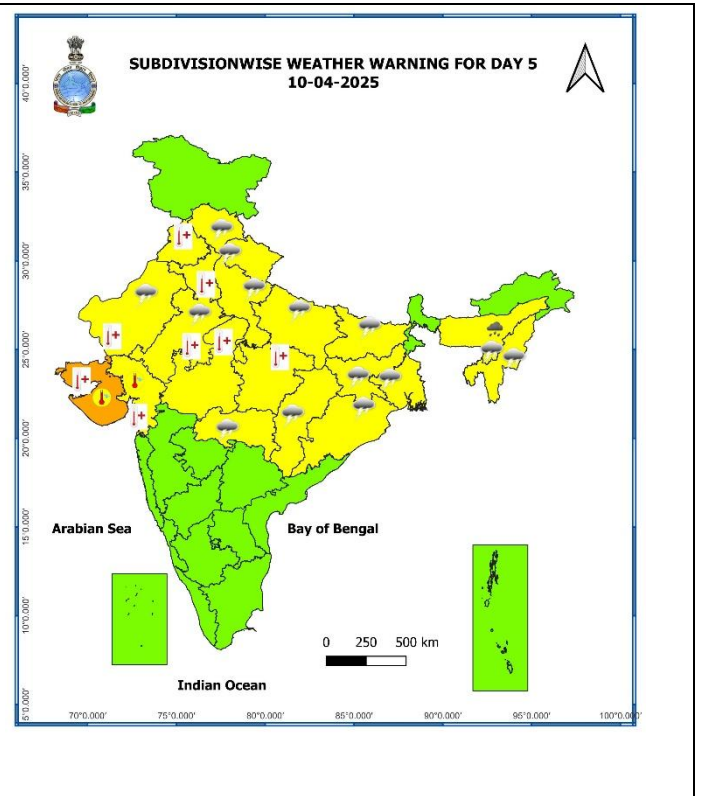 SUBDIVISIONWISE WEATHER WARNING FOR DAY 5
10-04-2025
40°0.000'
35°0.000'
30°0.000'
25°0.000'
20°0.000'
15°0.000'
10°0.000'
5°0.000'
Arabian Sea
Bay of Bengal
0 250 500 km
Indian Ocean
70°0.000' 75°0.000' 80°0.000' 85°0.000' 90°0.000' 95°0.000' 100°0.000'